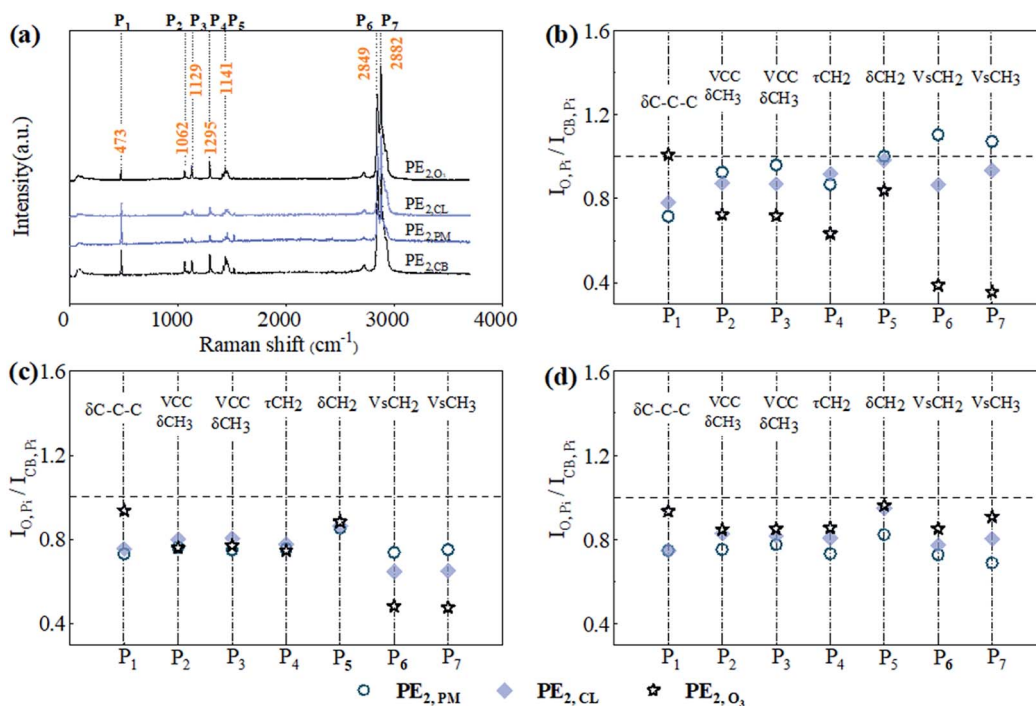 (a)
P₁ P₂ P₃ P₄ P₅ P₆ P₇
473
1062
1129
1295
1141
2849
2882
PE₂,O₃
PE₂,CL
PE₂,PM
PE₂,CB
Intensity(a.u.)
0 1000 2000 3000 4000
Raman shift (cm⁻¹)
(b)
1.6
1.2
0.8
0.4
I_O,Pi / I_CB,Pi
δC-C-C
VCC
δCH₃
VCC
δCH₃
τCH2
δCH2
VsCH2
VsCH3
P₁ P₂ P₃ P₄ P₅ P₆ P₇
(c)
1.6
1.2
0.8
0.4
I_O,Pi / I_CB,Pi
δC-C-C
VCC
δCH₃
VCC
δCH₃
τCH2
δCH2
VsCH2
VsCH3
P₁ P₂ P₃ P₄ P₅ P₆ P₇
(d)
1.6
1.2
0.8
0.4
I_O,Pi / I_CB,Pi
δC-C-C
VCC
δCH₃
VCC
δCH₃
τCH2
δCH2
VsCH2
VsCH3
P₁ P₂ P₃ P₄ P₅ P₆ P₇
PE₂, PM PE₂, CL PE₂, O₃